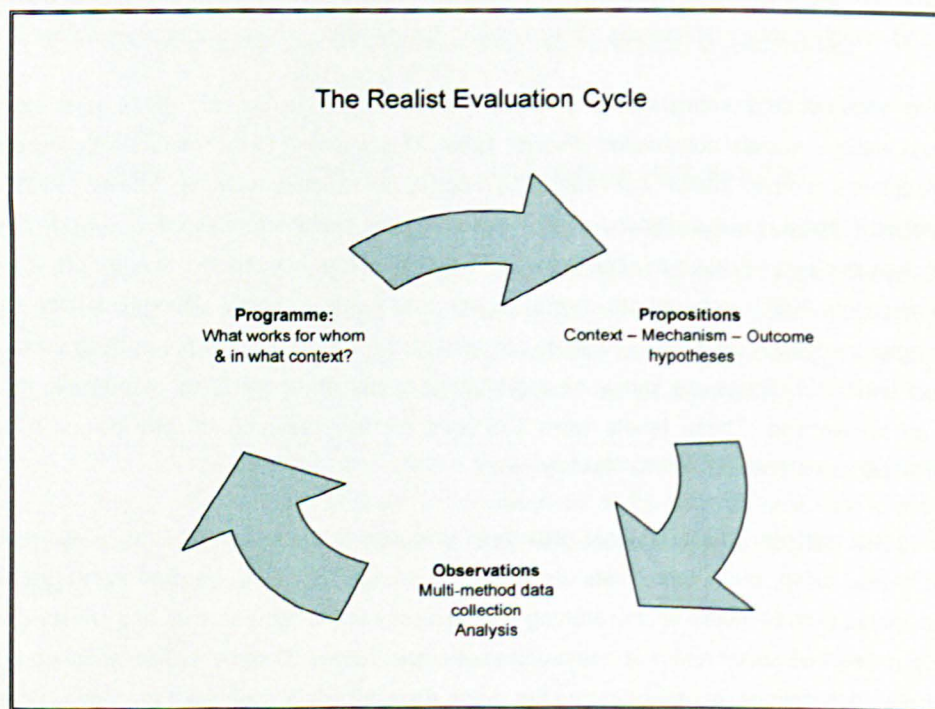 The Realist Evaluation Cycle
Programme:
What works for whom
& in what context?
Propositions
Context – Mechanism – Outcome
hypotheses
Observations
Multi-method data
collection
Analysis